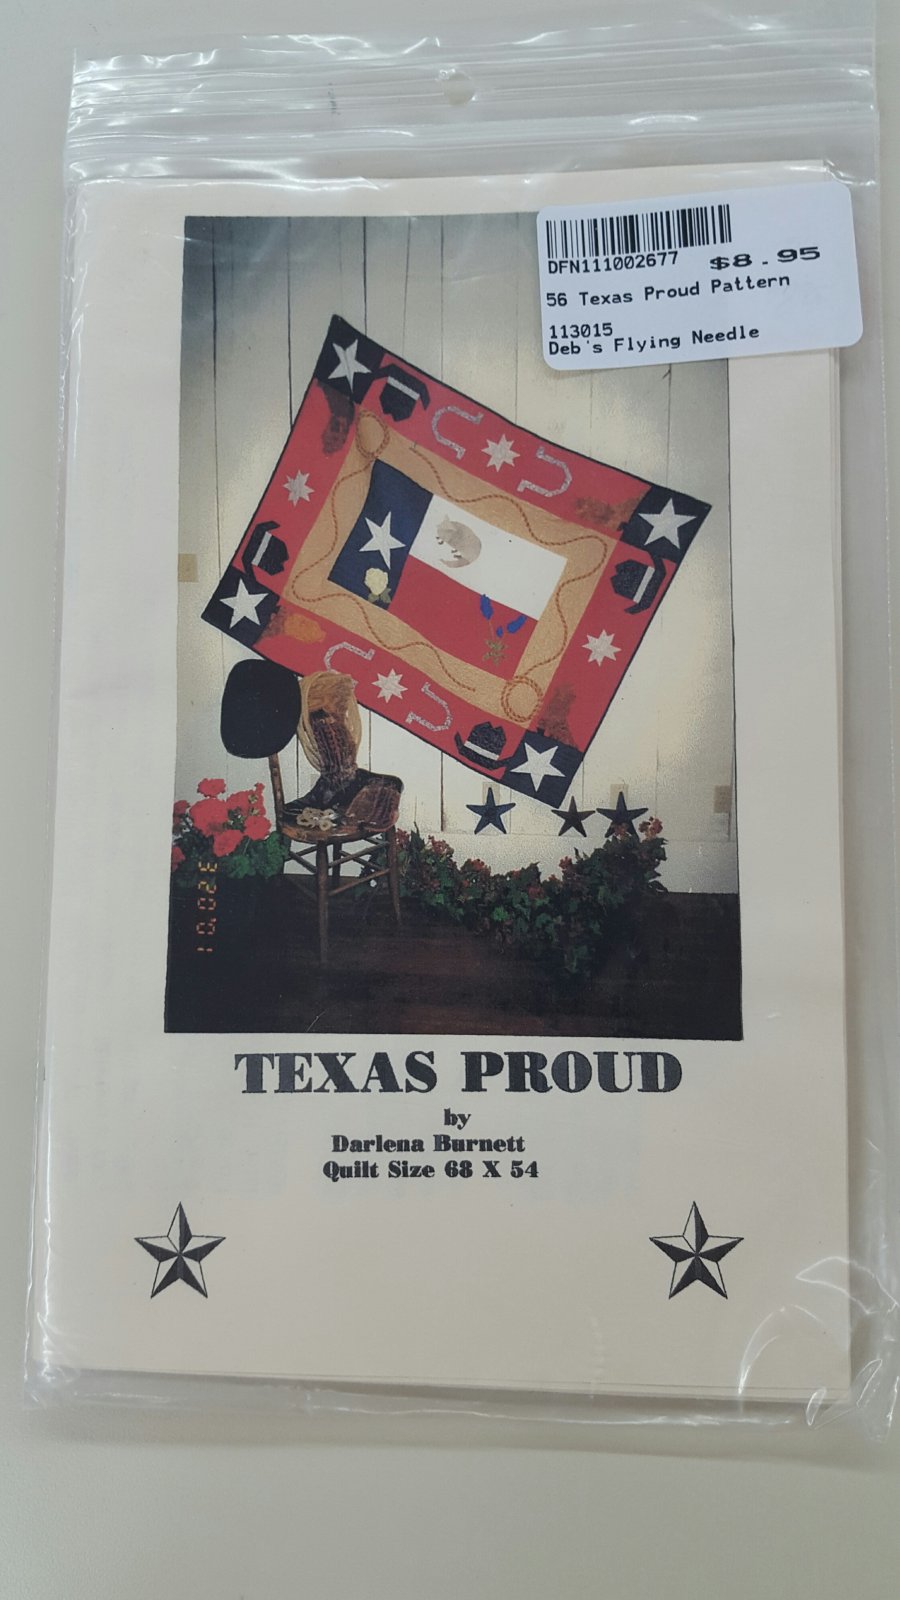 DFN111002677 $8.95
56 Texas Proud Pattern
113015
Deb's Flying Needle
TEXAS PROUD
by
Darlena Burnett
Quilt Size 68 X 54